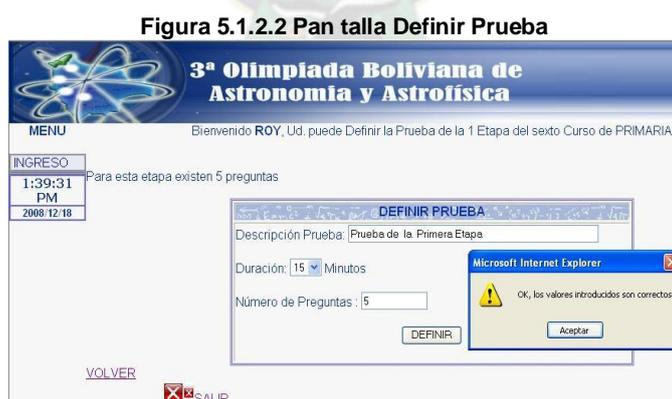 Figura 5.1.2.2 Pan talla Definir Prueba
3ª Olimpiada Boliviana de
Astronomia y Astrofísica
MENU
Bienvenido ROY, Ud. puede Definir la Prueba de la 1 Etapa del sexto Curso de PRIMARIA
INGRESO
1:39:31
PM
2008/12/18
Para esta etapa existen 5 preguntas
DEFINIR PRUEBA
Descripción Prueba: Prueba de la Primera Etapa
Duración: 15 Minutos
Número de Preguntas : 5
DEFINIR
Microsoft Internet Explorer
OK, los valores introducidos son correctos
Aceptar
VOLVER
SALIR